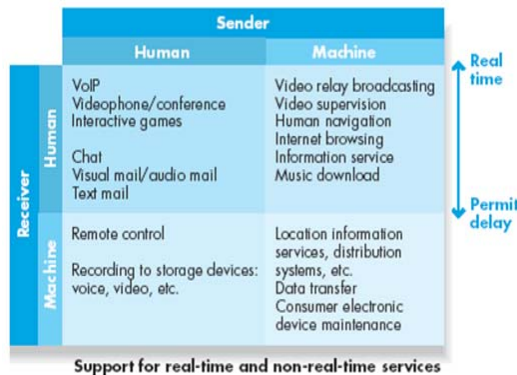 Sender
Human
Machine
Receiver
Human
VoIP
Videophone/conference
Interactive games
Chat
Visual mail/audio mail
Text mail
Video relay broadcasting
Video supervision
Human navigation
Internet browsing
Information service
Music download
Real
time
Permit
delay
Machine
Remote control
Recording to storage devices:
voice, video, etc.
Location information
services, distribution
systems, etc.
Data transfer
Consumer electronic
device maintenance
Support for real-time and non-real-time services